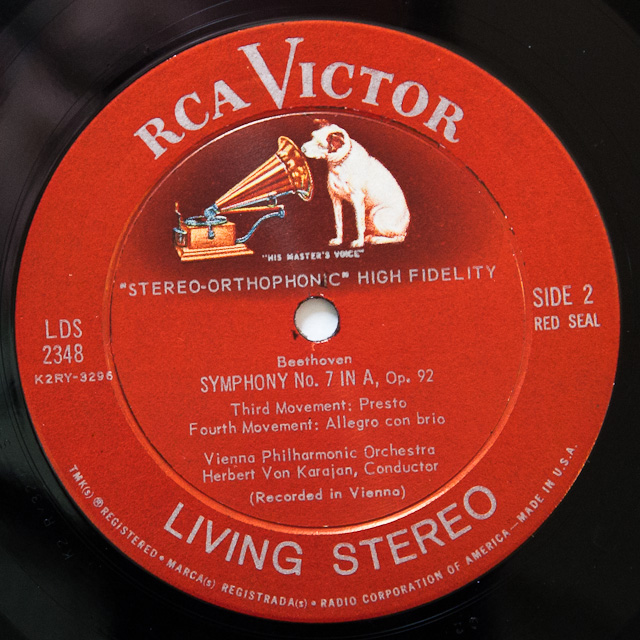 RCA VICTOR
"HIS MASTER'S VOICE"
"STEREO-ORTHOPHONIC" HIGH FIDELITY
LDS
2348
K2RY-3296
SIDE 2
RED SEAL
Beethoven
SYMPHONY No. 7 IN A, Op. 92
Third Movement: Presto
Fourth Movement: Allegro con brio
Vienna Philharmonic Orchestra
Herbert Von Karajan, Conductor
(Recorded in Vienna)
LIVING STEREO
TMK(s) ® REGISTERED • MARCA(s) REGISTRADA(s) • RADIO CORPORATION OF AMERICA—MADE IN U.S.A.